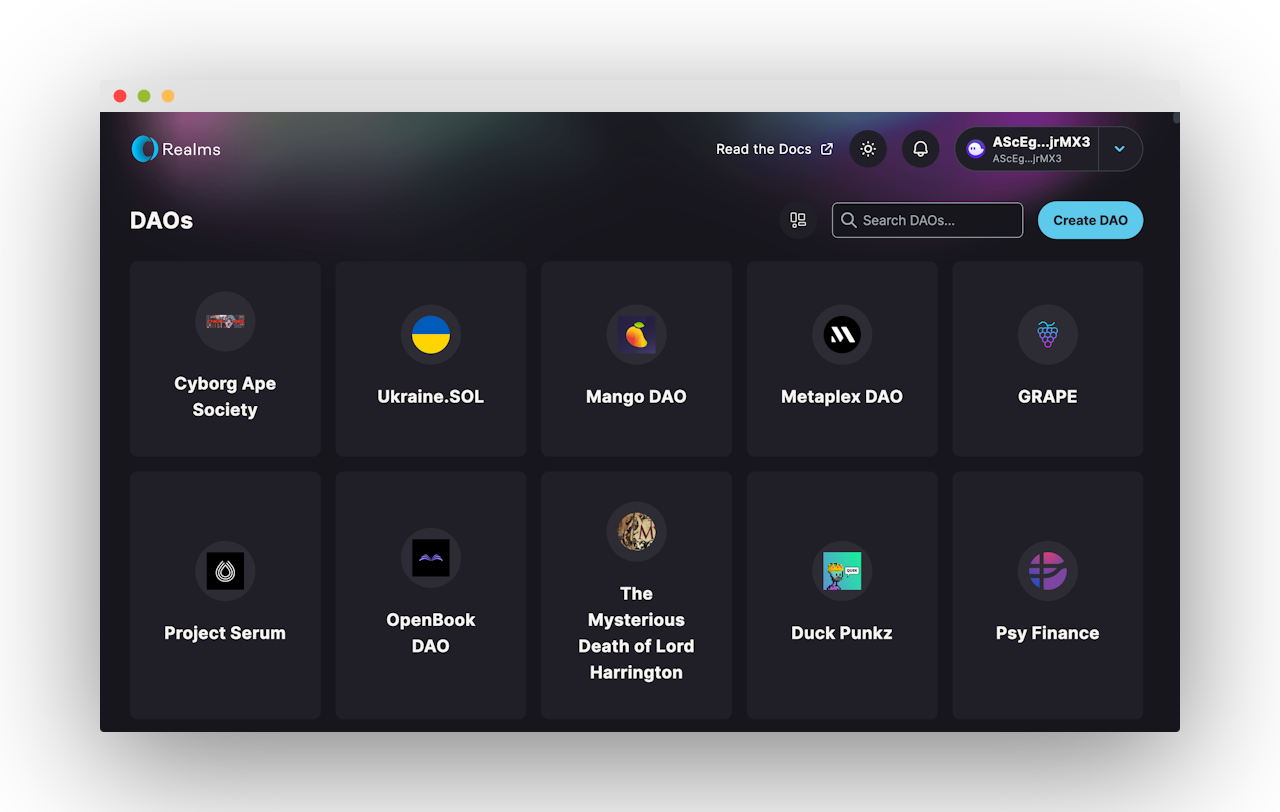 Realms
Read the Docs
AScEg...jrMX3
AScEg...jrMX3
DAOs
Search DAOs...
Create DAO
Cyborg Ape
Society
Ukraine.SOL
Mango DAO
Metaplex DAO
GRAPE
Project Serum
OpenBook
DAO
M
The
Mysterious
Death of Lord
Harrington
Duck Punkz
Psy Finance